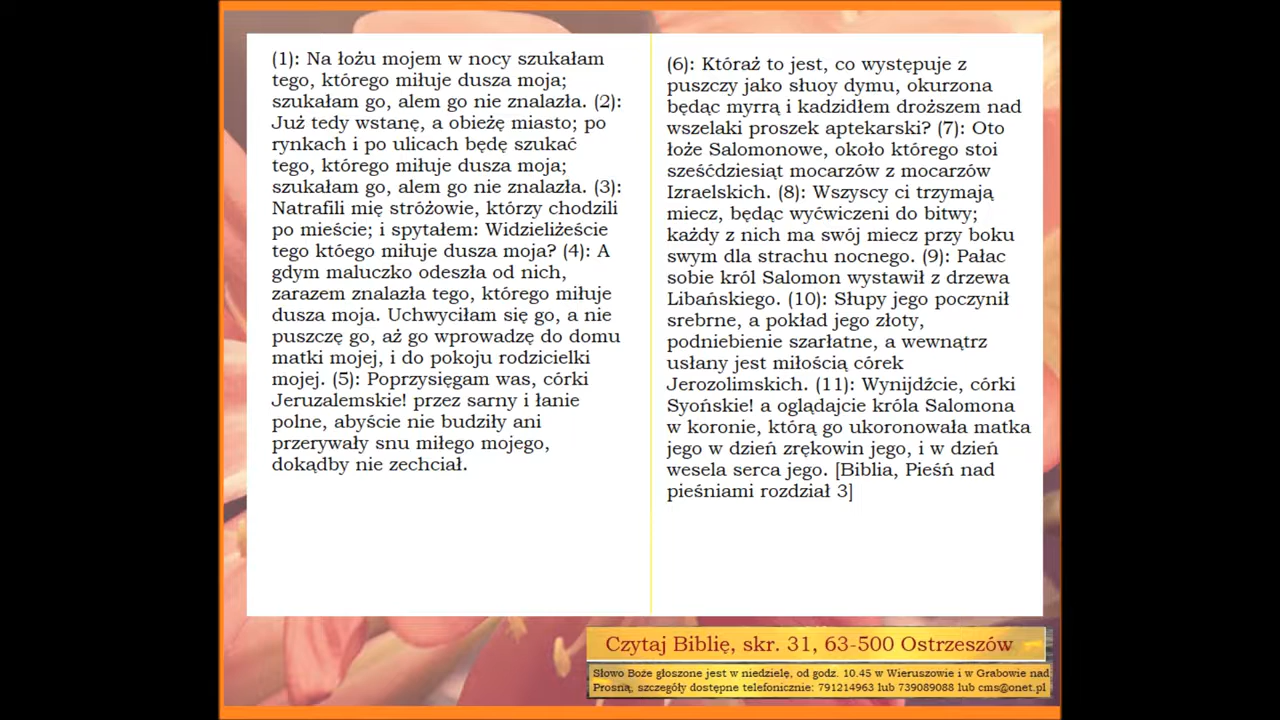 (1): Na łożu mojem w nocy szukałam
tego, którego miłuje dusza moja;
szukałam go, alem go nie znalazła. (2):
Już tedy wstanę, a obieżę miasto; po
rynkach i po ulicach będę szukać
tego, którego miłuje dusza moja;
szukałam go, alem go nie znalazła. (3):
Natrafili mię stróżowie, którzy chodzili
po mieście; i spytałem: Widzieliżeście
tego któego miłuje dusza moja? (4): A
gdym maluczko odeszła od nich,
zarazem znalazła tego, którego miłuje
dusza moja. Uchwyciłam się go, a nie
puszczę go, aż go wprowadzę do domu
matki mojej, i do pokoju rodzicielki
mojej. (5): Poprzysięgam was, córki
Jeruzalemskie! przez sarny i łanie
polne, abyście nie budziły ani
przerywały snu miłego mojego,
dokądby nie zechciał.
(6): Któraż to jest, co występuje z
puszczy jako słuoy dymu, okurzona
będąc myrrą i kadzidłem droższem nad
wszelaki proszek aptekarski? (7): Oto
łoże Salomonowe, około którego stoi
sześćdziesiąt mocarzów z mocarzów
Izraelskich. (8): Wszyscy ci trzymają
miecz, będąc wyćwiczeni do bitwy;
każdy z nich ma swój miecz przy boku
swym dla strachu nocnego. (9): Pałac
sobie król Salomon wystawił z drzewa
Libańskiego. (10): Słupy jego poczynił
srebrne, a pokład jego złoty,
podniebienie szarłatne, a wewnątrz
usłany jest miłością córek
Jerozolimskich. (11): Wynijdźcie, córki
Syońskie! a oglądajcie króla Salomona
w koronie, którą go ukoronowała matka
jego w dzień zrękowin jego, i w dzień
wesela serca jego. [Biblia, Pieśń nad
pieśniami rozdział 3]
Czytaj Biblię, skr. 31, 63-500 Ostrzeszów
Słowo Boże głoszone jest w niedzielę, od godz. 10.45 w Wieruszowie i w Grabowie nad
Prosną, szczegóły dostępne telefonicznie: 791214963 lub 739089088 lub cms@onet.pl